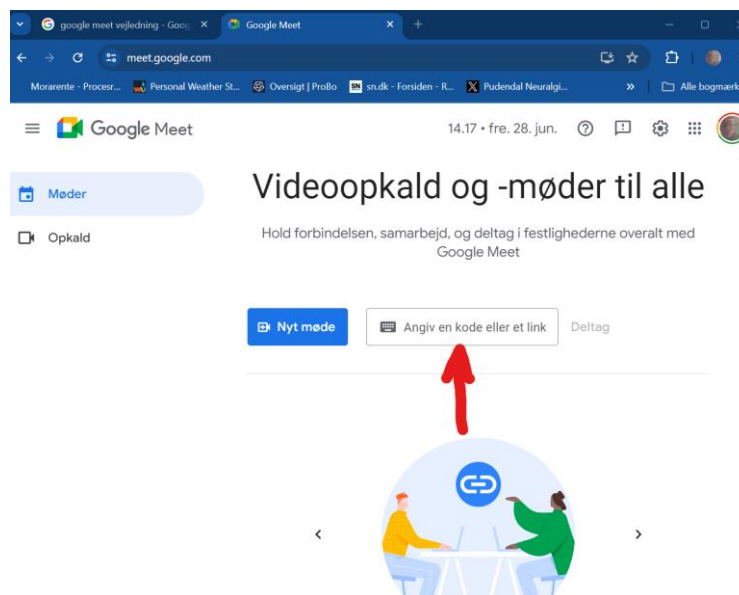 google meet vejledning - Goog
Google Meet
meet.google.com
Morarente - Procesr...
Personal Weather St...
Oversigt | ProBo
sn.dk - Forsiden - R...
Pudendal Neuralgi...
»
Alle bogmærk
Google Meet
14.17 • fre. 28. jun.
Møder
Opkald
Videoopkald og -møder til alle
Hold forbindelsen, samarbejd, og deltag i festlighederne overalt med
Google Meet
Nyt møde
Angiv en kode eller et link
Deltag